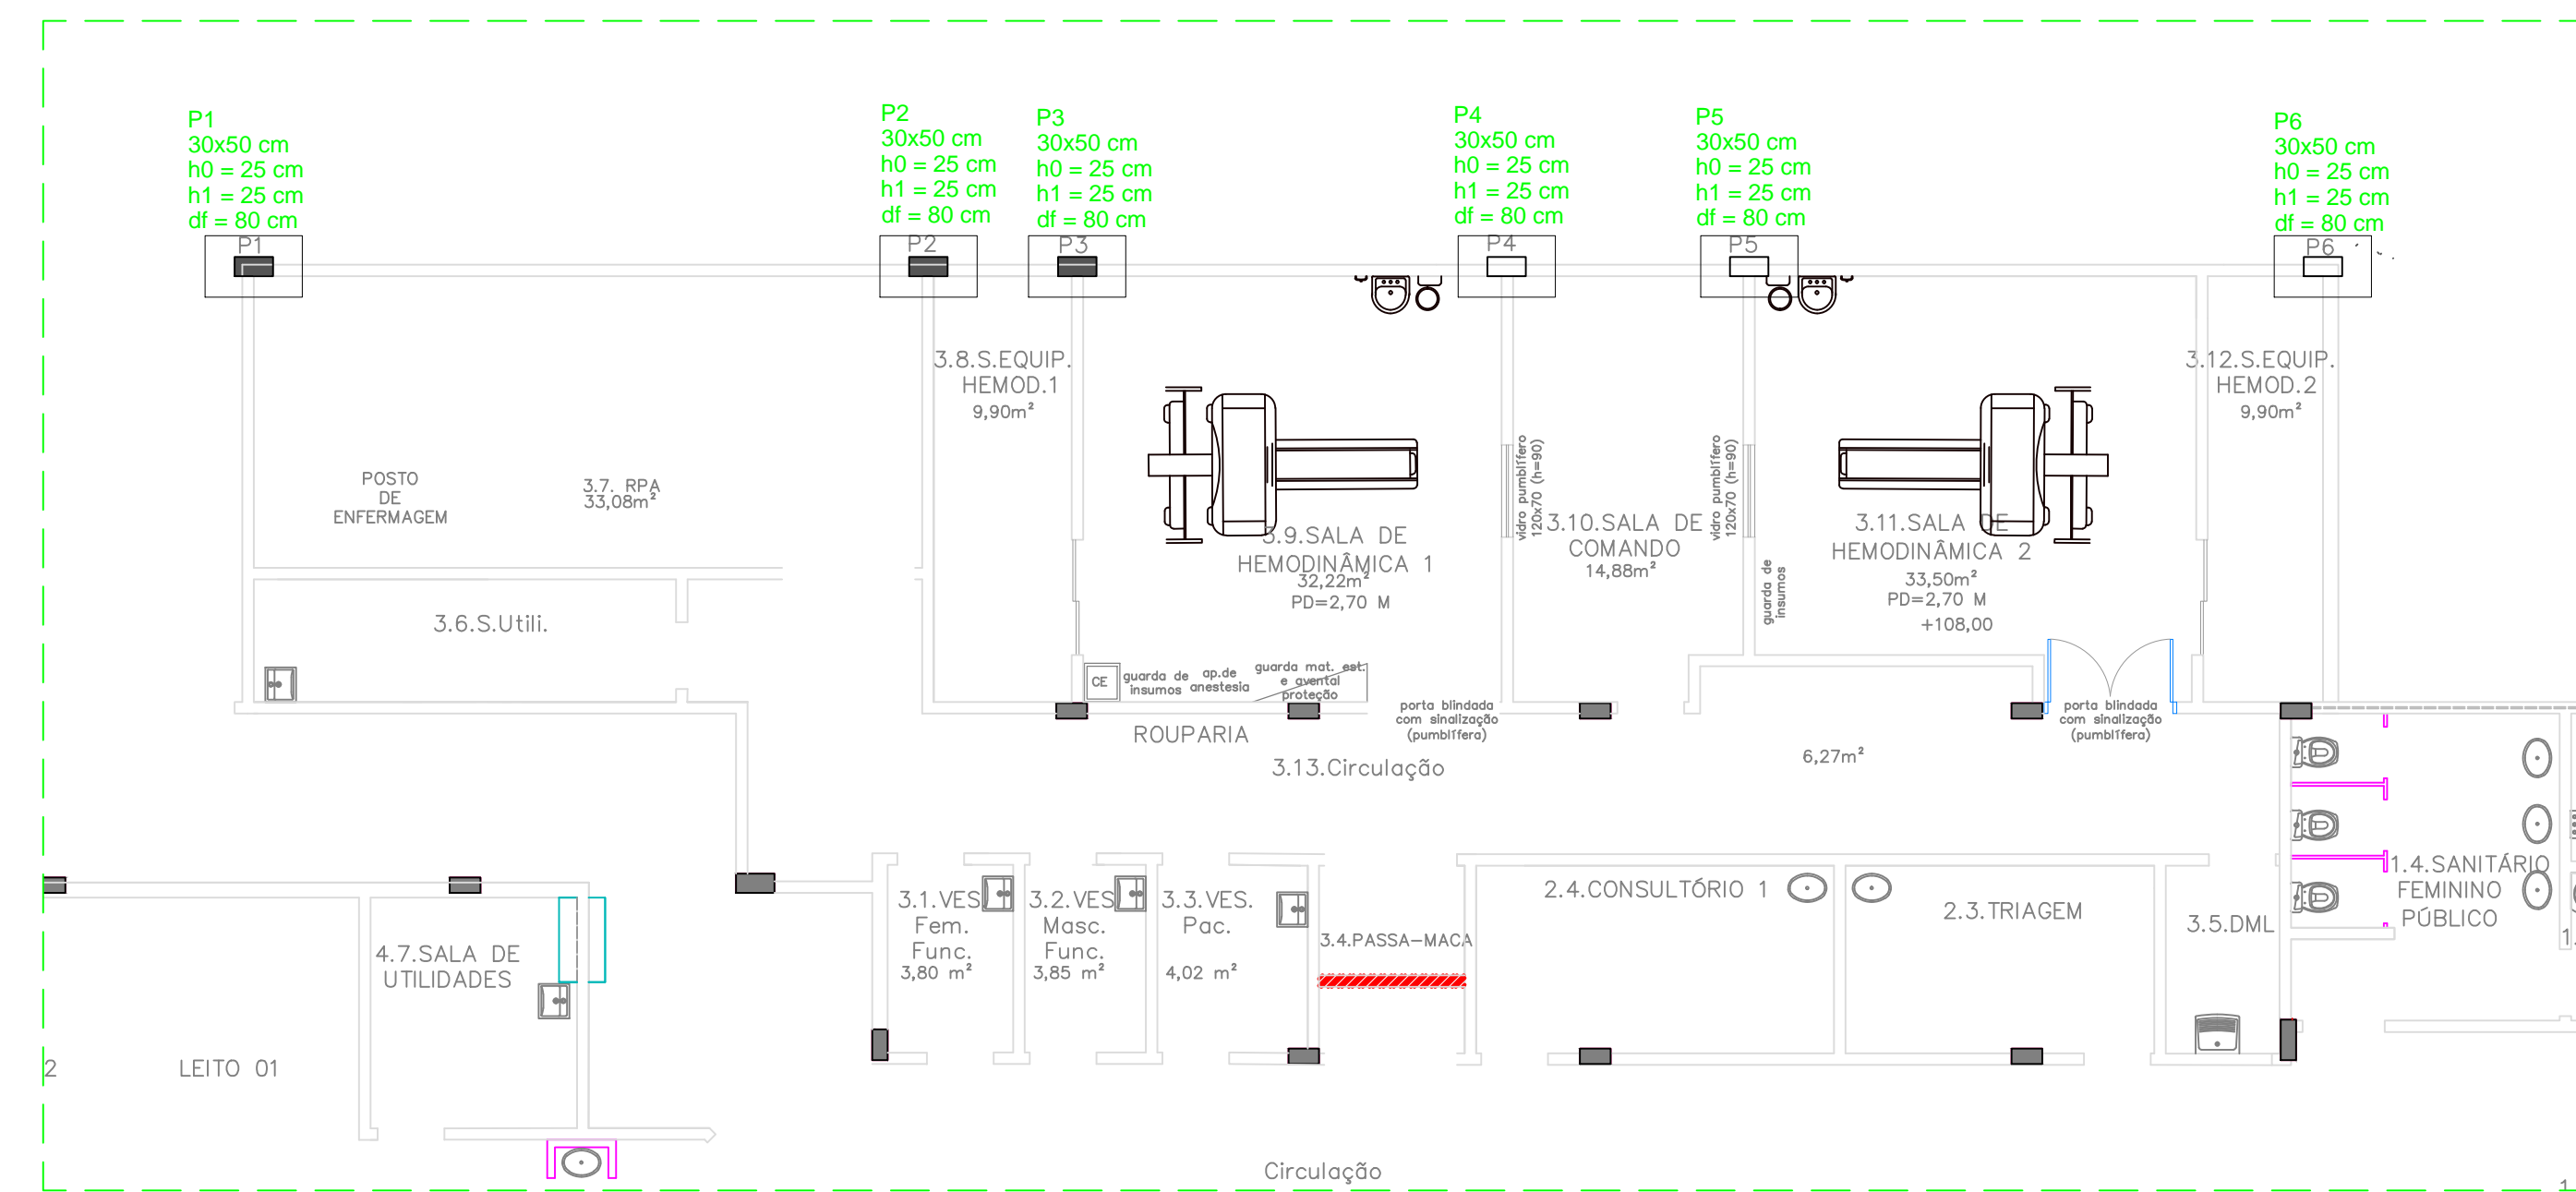 P1
30x50 cm
h0 = 25 cm
h1 = 25 cm
df = 80 cm
P1
P2
30x50 cm
h0 = 25 cm
h1 = 25 cm
df = 80 cm
P2
P3
30x50 cm
h0 = 25 cm
h1 = 25 cm
df = 80 cm
P3
P4
30x50 cm
h0 = 25 cm
h1 = 25 cm
df = 80 cm
P4
P5
30x50 cm
h0 = 25 cm
h1 = 25 cm
df = 80 cm
P5
P6
30x50 cm
h0 = 25 cm
h1 = 25 cm
df = 80 cm
P6
POSTO
DE
ENFERMAGEM
3.7. RPA
33,08m²
3.8.S.EQUIP.
HEMOD.1
9,90m²
3.9.SALA DE
HEMODINÂMICA 1
32,22m²
PD=2,70 M
vidro pumblífero
120x70 (h=90)
3.10.SALA DE
COMANDO
14,88m²
vidro pumblífero
120x70 (h=90)
guarda de
insumos
3.11.SALA DE
HEMODINÂMICA 2
33,50m²
PD=2,70 M
+108,00
3.12.S.EQUIP.
HEMOD.2
9,90m²
3.6.S.Utili.
CE
guarda de
insumos
ap.de
anestesia
guarda mat. est.
e avental
proteção
porta blindada
com sinalização
(pumblífera)
porta blindada
com sinalização
(pumblífera)
ROUPARIA
3.13.Circulação
6,27m²
4.7.SALA DE
UTILIDADES
3.1.VES
Fem.
Func.
3,80 m²
3.2.VES
Masc.
Func.
3,85 m²
3.3.VES.
Pac.
4,02 m²
3.4.PASSA-MACA
2.4.CONSULTÓRIO 1
2.3.TRIAGEM
3.5.DML
1.4.SANITÁRIO
FEMININO
PÚBLICO
2
LEITO 01
Circulação